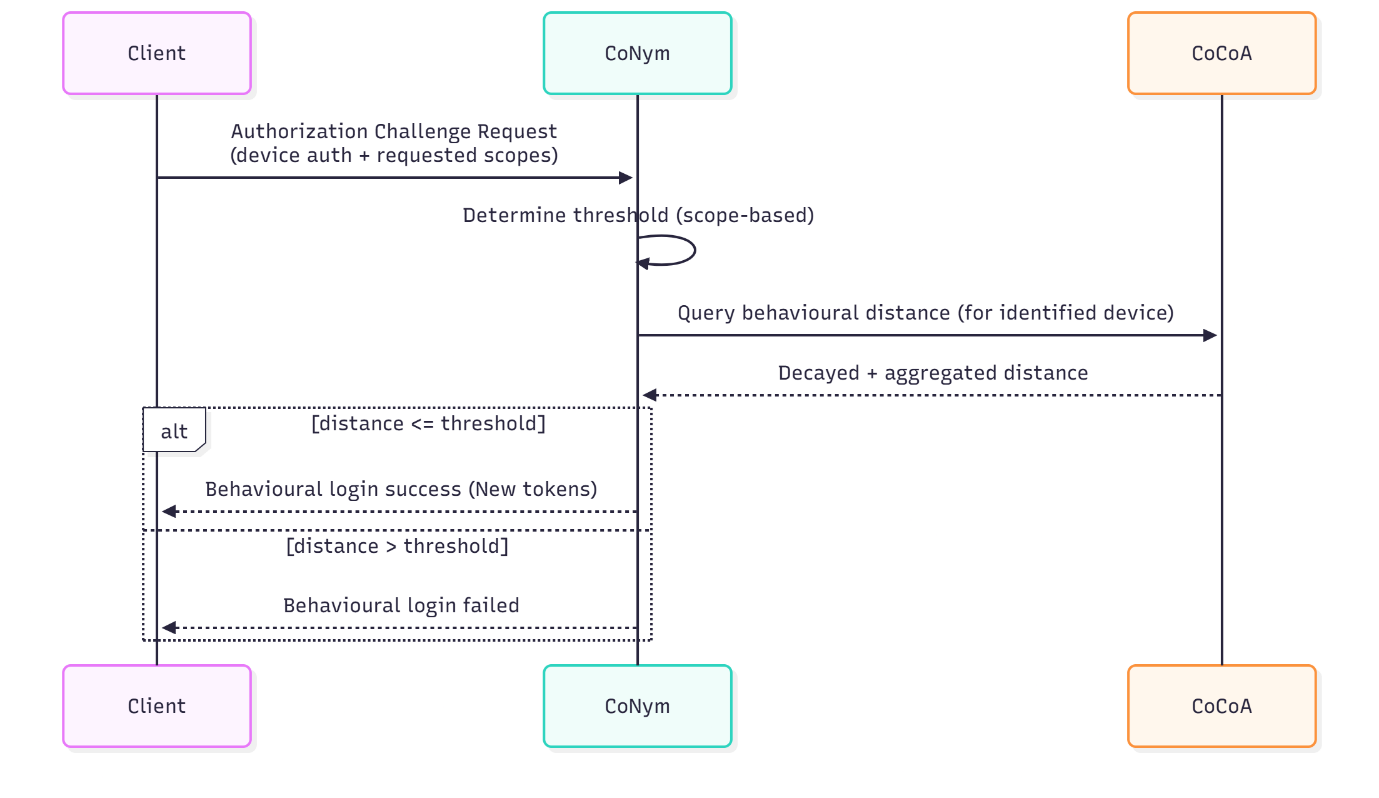 Client
CoNym
CoCoA
Authorization Challenge Request
(device auth + requested scopes)
Determine threshold (scope-based)
Query behavioural distance (for identified device)
Decayed + aggregated distance
alt
[distance <= threshold]
Behavioural login success (New tokens)
[distance > threshold]
Behavioural login failed
Client
CoNym
CoCoA